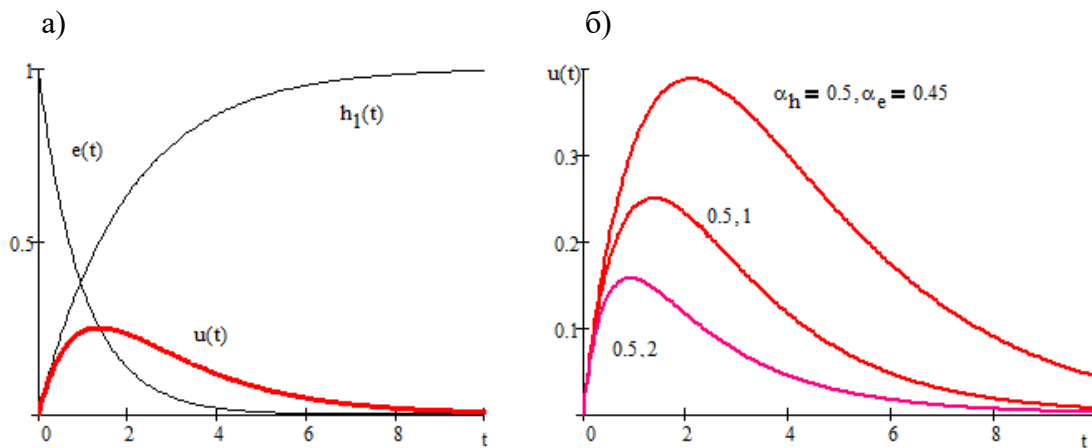 а)
1
e(t)
h1(t)
0.5
u(t)
0 2 4 6 8 t
б)
u(t)
αh = 0.5, αe = 0.45
0.3
0.2
0.5, 1
0.1
0.5, 2
0 2 4 6 8 t